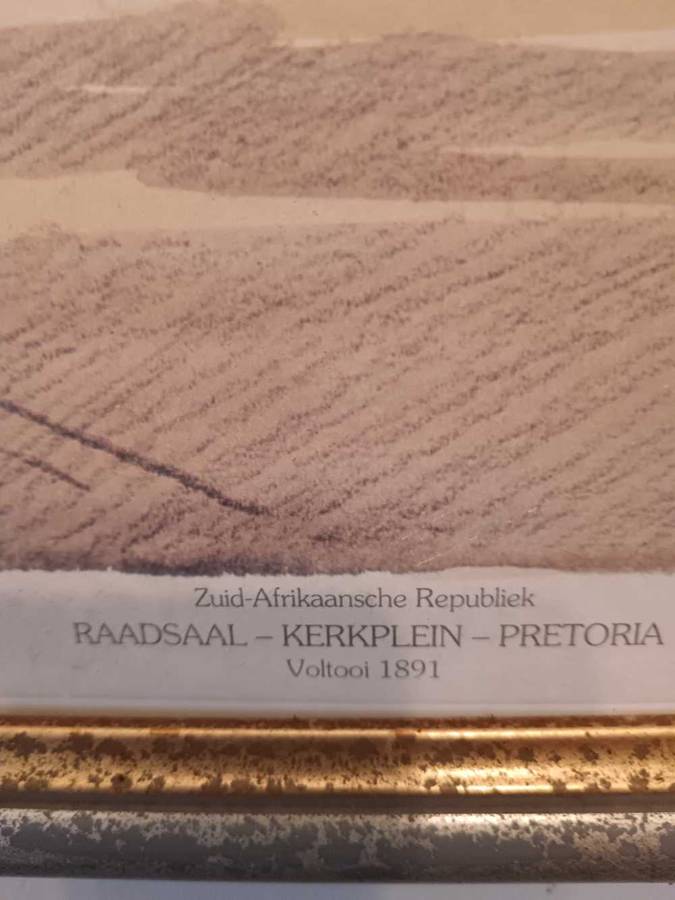 Zuid-Afrikaansche Republiek
RAADSAAL – KERKPLEIN – PRETORIA
Voltooi 1891